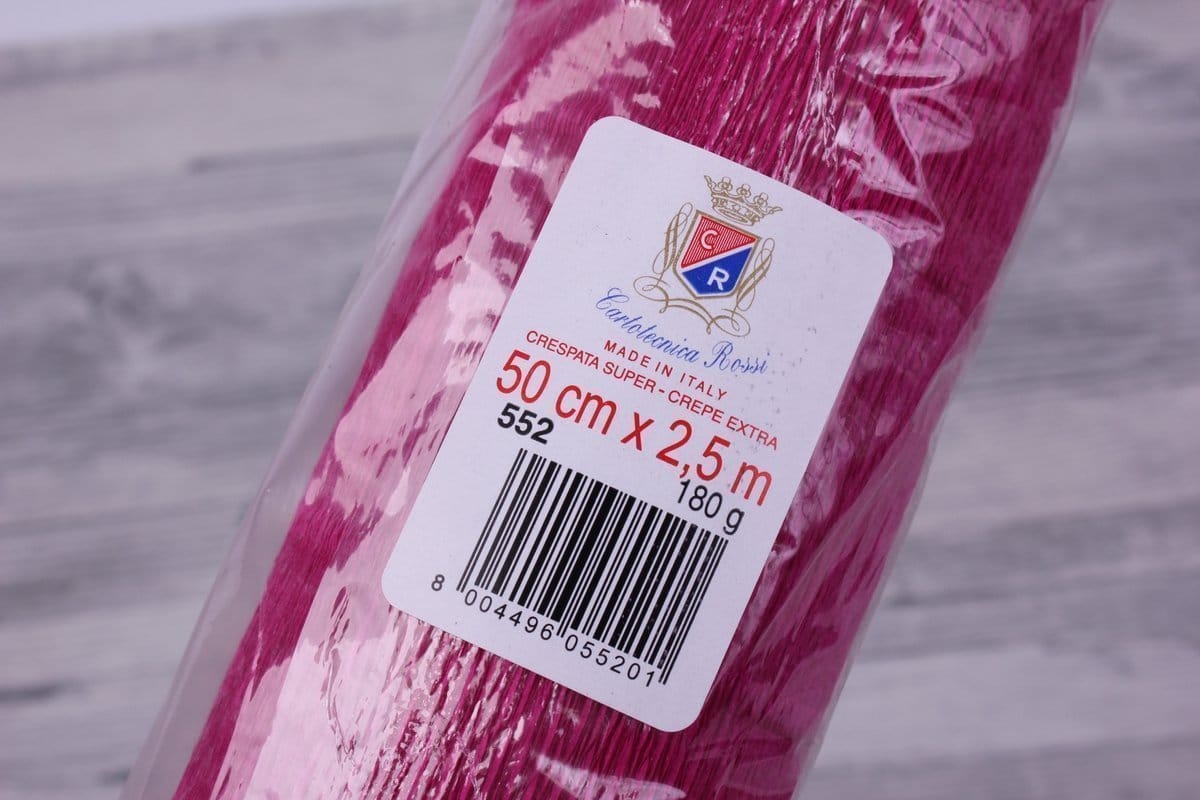 C
R
Cartotecnica Rossi
MADE IN ITALY
CRESPATA SUPER-CREPE EXTRA
50 cm x 2,5 m
552
180 g
8 004496 055201